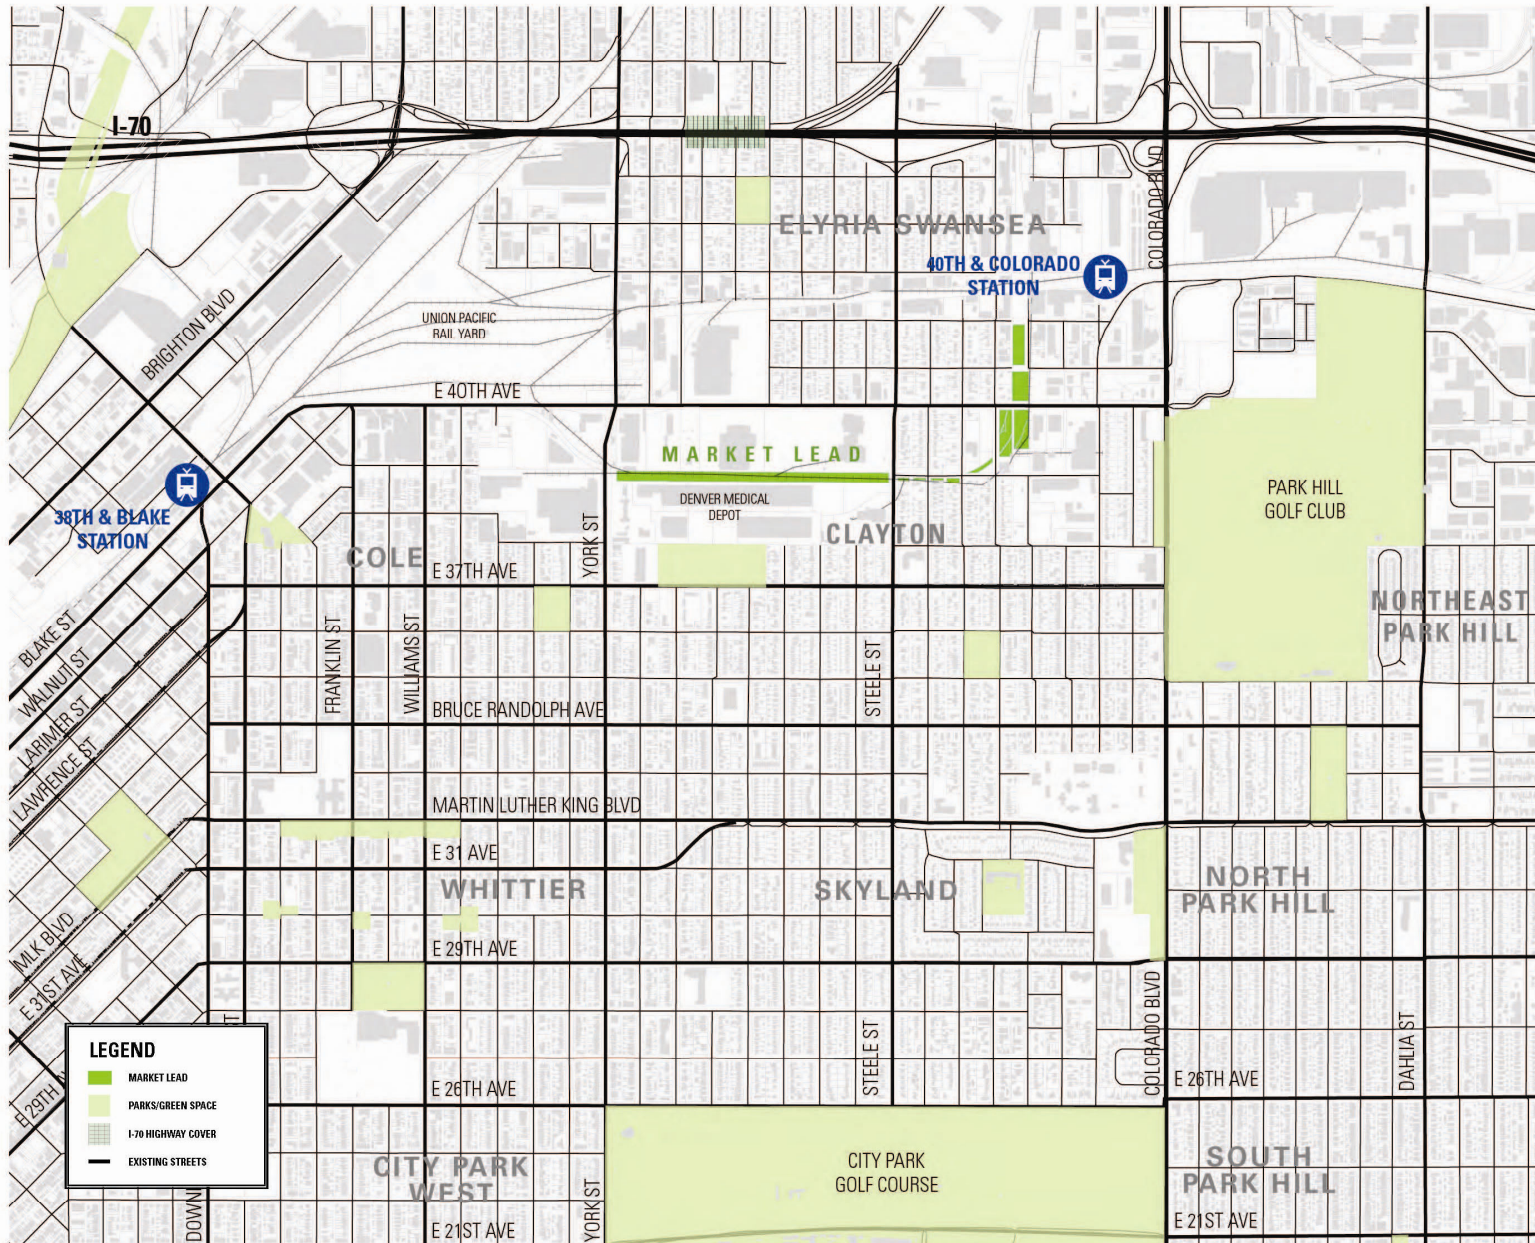 I-70
ELYRIA SWANSEA
COLORADO BLVD
40TH & COLORADO
STATION
BRIGHTON BLVD
UNION PACIFIC
RAIL YARD
E 40TH AVE
MARKET LEAD
DENVER MEDICAL
DEPOT
PARK HILL
GOLF CLUB
38TH & BLAKE
STATION
CLAYTON
COLE
E 37TH AVE
YORK ST
NORTHEAST
PARK HILL
BLAKE ST
WALNUT ST
LARIMER ST
LAWRENCE ST
FRANKLIN ST
WILLIAMS ST
STEELE ST
BRUCE RANDOLPH AVE
MARTIN LUTHER KING BLVD
E 31 AVE
WHITTIER
SKYLAND
NORTH
PARK HILL
MLK BLVD
E 31ST AVE
E 29TH AVE
ST
STEELE ST
COLORADO BLVD
DAHLIA ST
E 26TH AVE
E 26TH AVE
E 29TH
LEGEND
MARKET LEAD
PARKS/GREEN SPACE
I-70 HIGHWAY COVER
EXISTING STREETS
CITY PARK
WEST
CITY PARK
GOLF COURSE
SOUTH
PARK HILL
DOWN
YORK ST
E 21ST AVE
E 21ST AVE